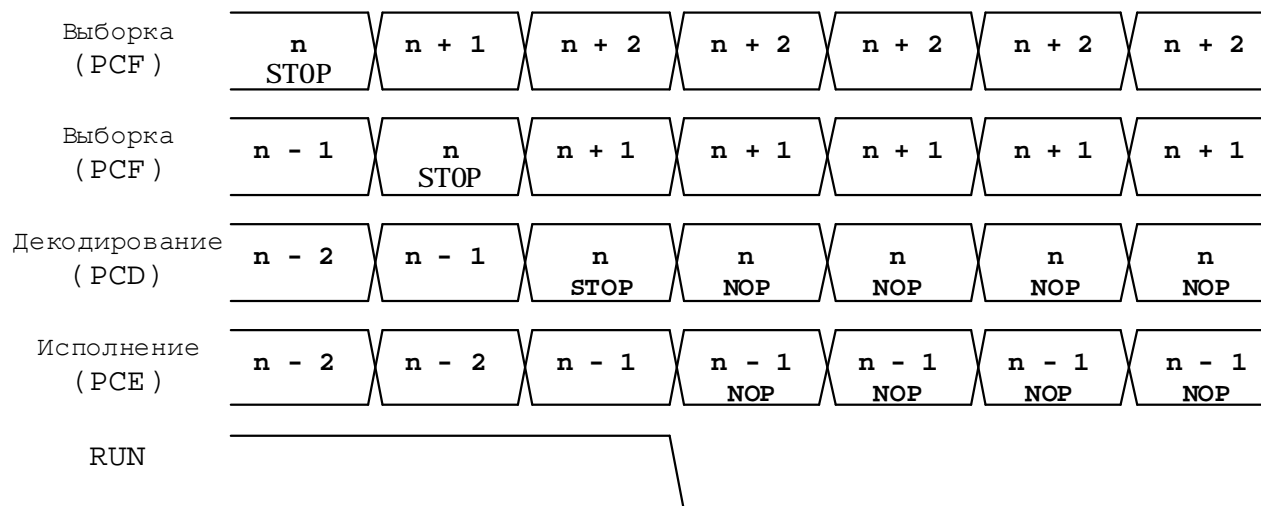 Выборка
(PCF)
n
n + 1
n + 2
n + 2
n + 2
n + 2
n + 2
STOP
Выборка
(PCF)
n - 1
n
n + 1
n + 1
n + 1
n + 1
n + 1
STOP
Декодирование
(PCD)
n - 2
n - 1
n
n
n
n
n
STOP
NOP
NOP
NOP
NOP
Исполнение
(PCE)
n - 2
n - 2
n - 1
n - 1
n - 1
n - 1
n - 1
NOP
NOP
NOP
NOP
RUN